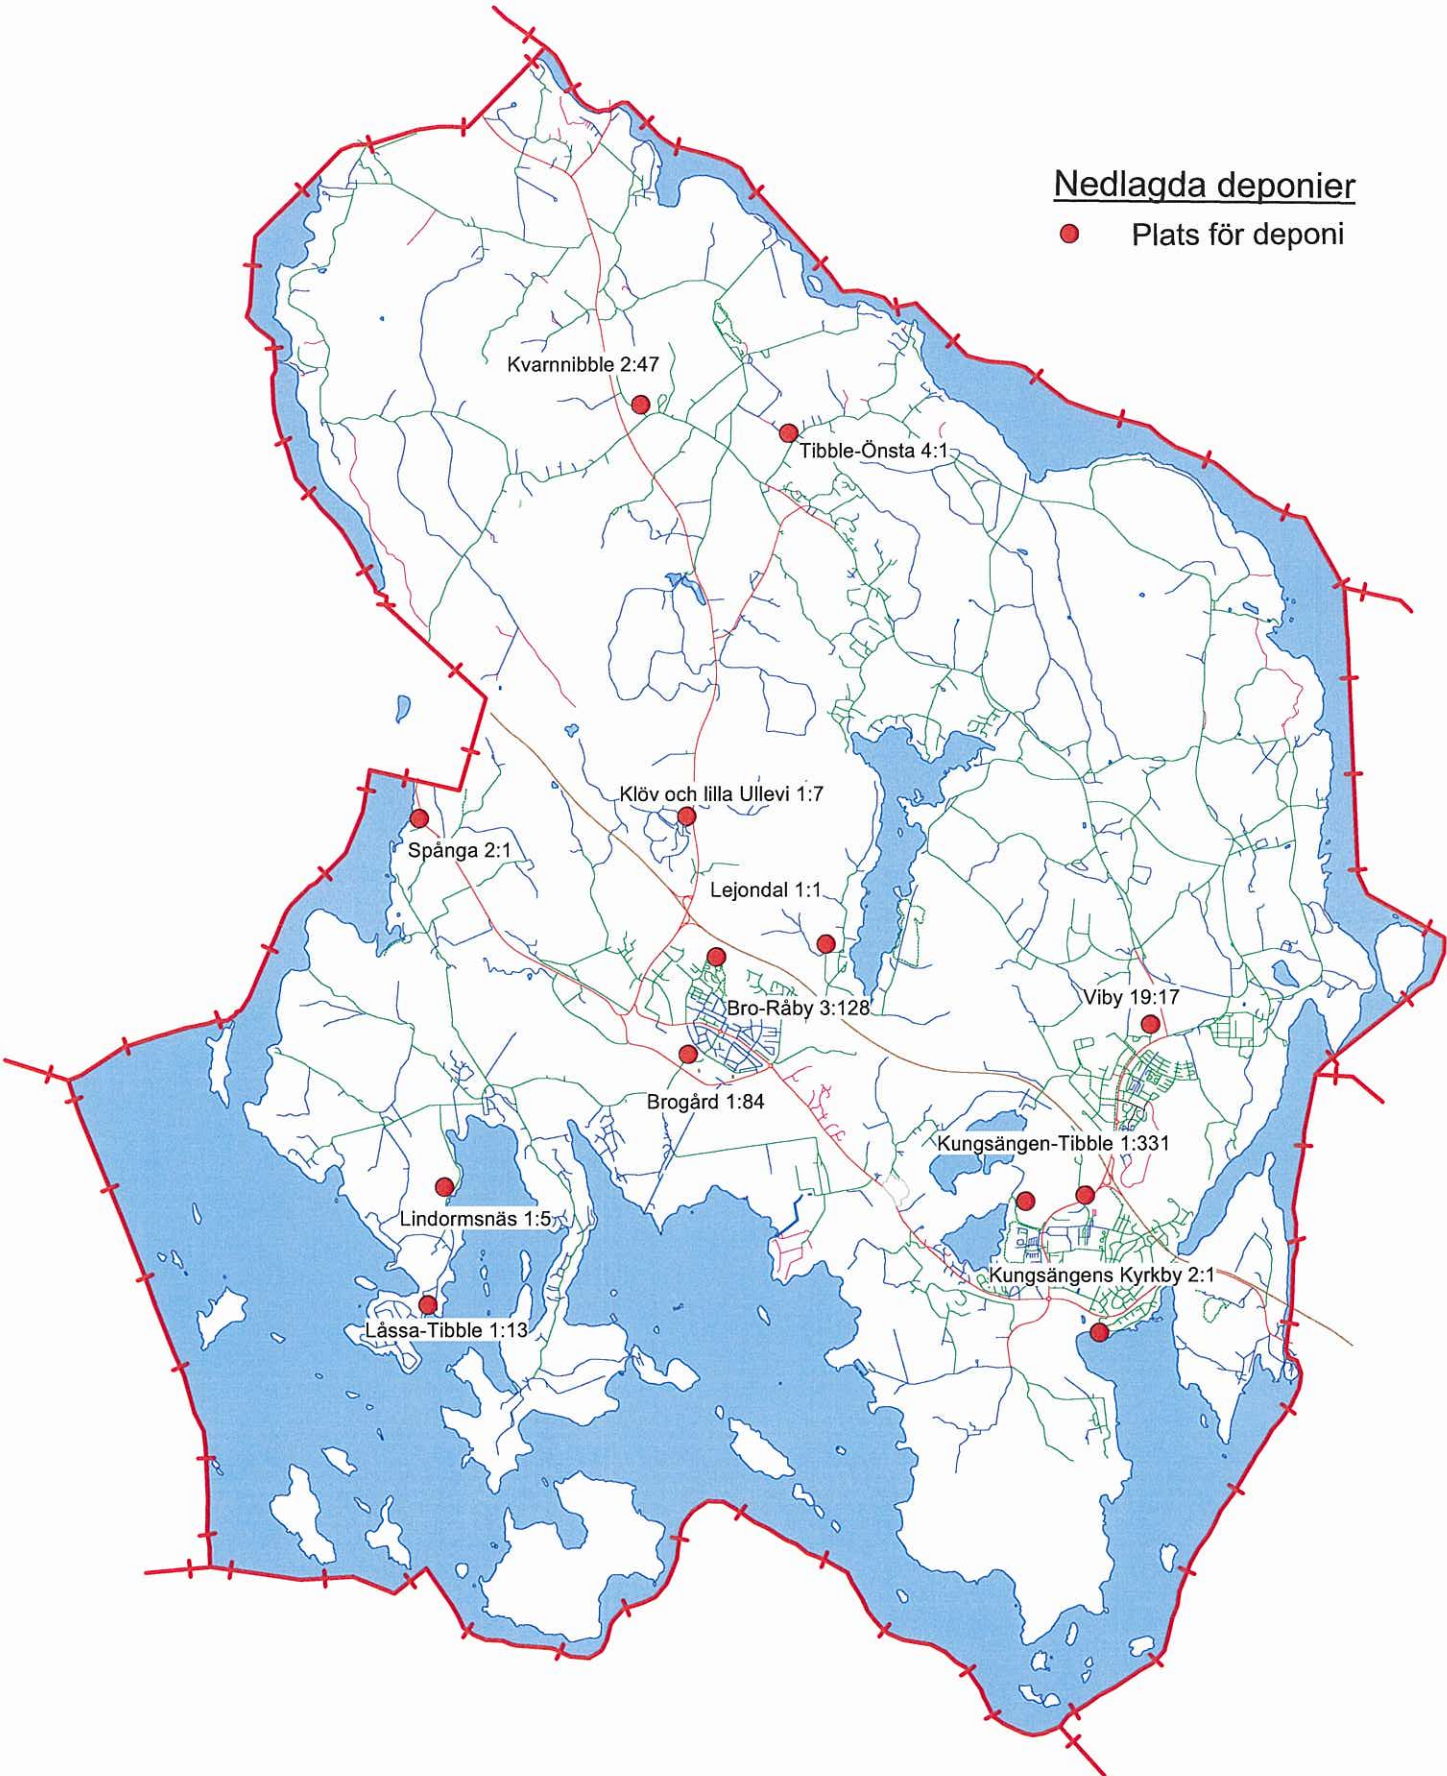 Nedlagda deponier
Plats för deponi
Kvarnnibble 2:47
Tibble-Önsta 4:1
Klöv och lilla Ullevi 1:7
Spånga 2:1
Lejondal 1:1
Viby 19:17
Bro-Råby 3:128
Brogård 1:84
Kungsängen-Tibble 1:331
Lindormsnäs 1:5
Kungsängens Kyrkby 2:1
Låssa-Tibble 1:13